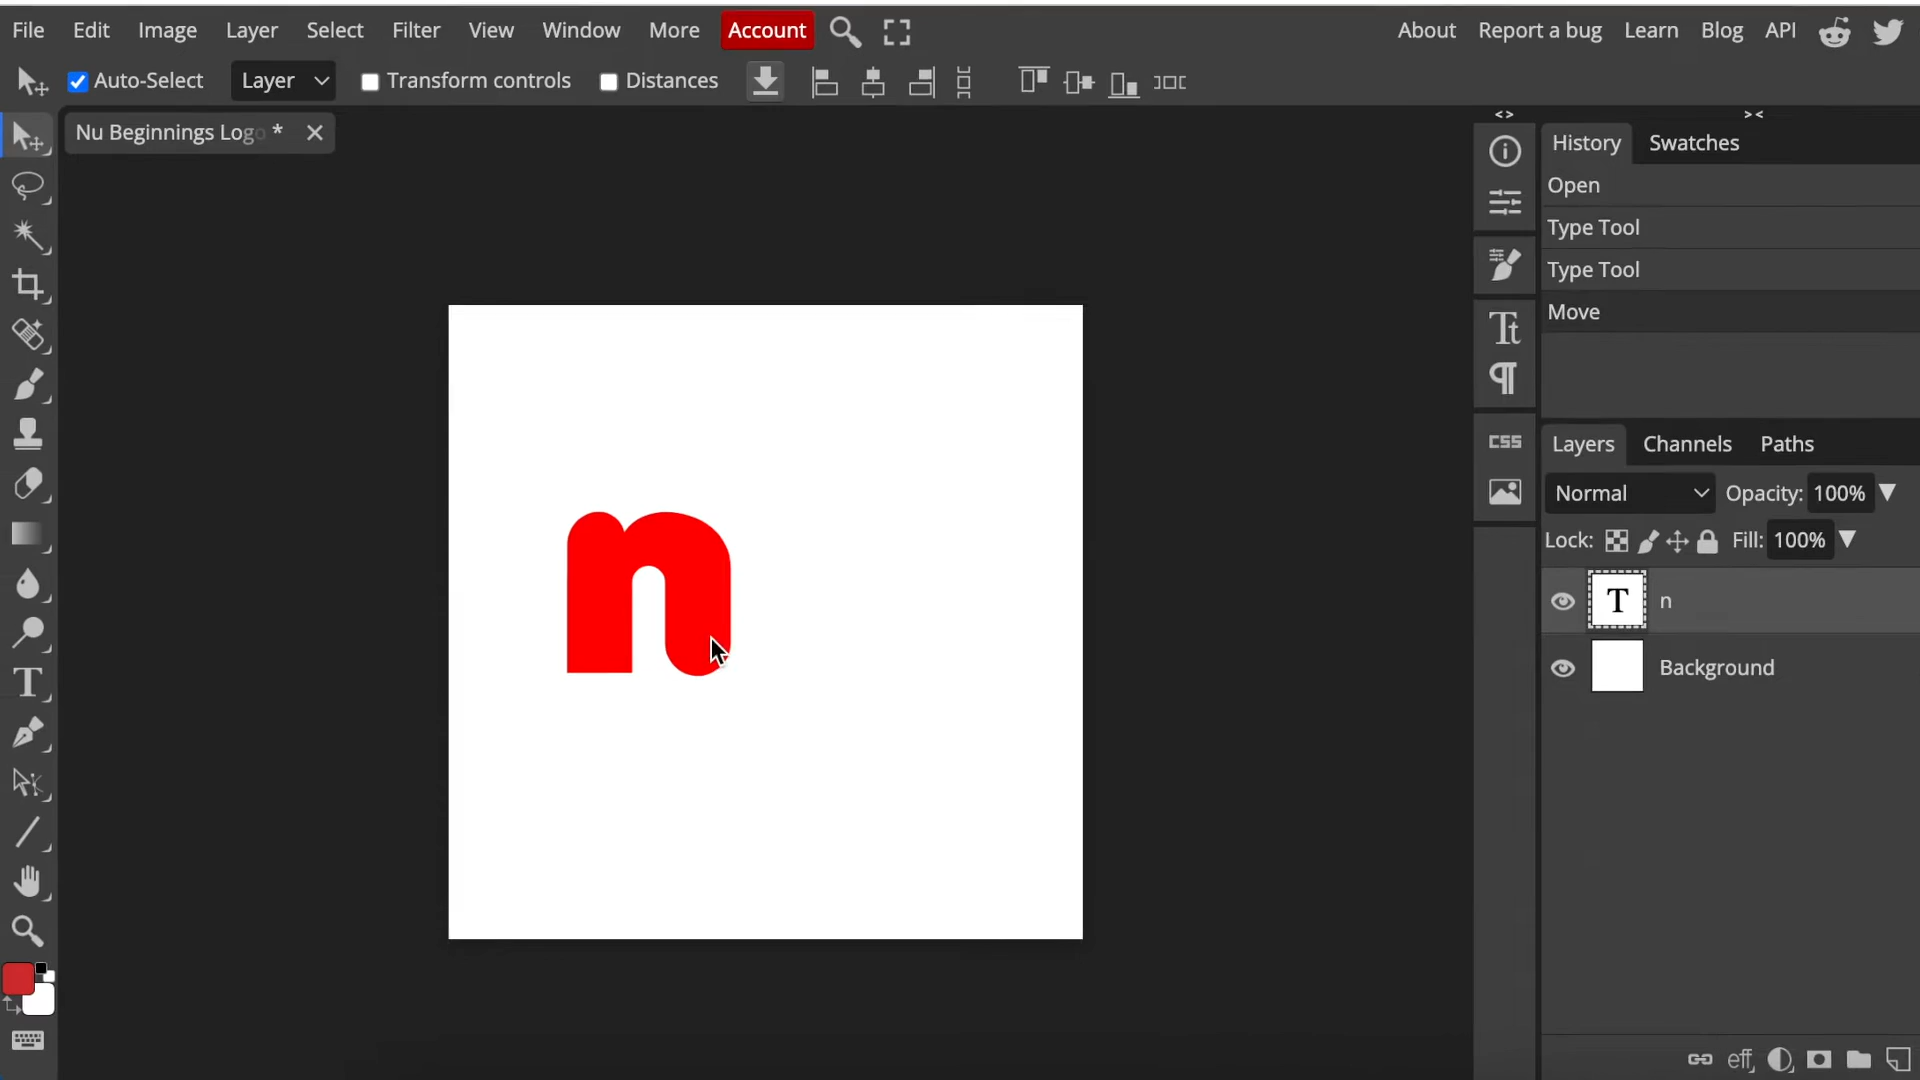 File Edit Image Layer Select Filter View Window More Account About Report a bug Learn Blog API
Auto-Select Layer Transform controls Distances
Nu Beginnings Logo *
History Swatches
Open
Type Tool
Type Tool
Move
Tt
CSS
Layers Channels Paths
Normal Opacity: 100%
Lock: Fill: 100%
T n
Background
n
T
eff